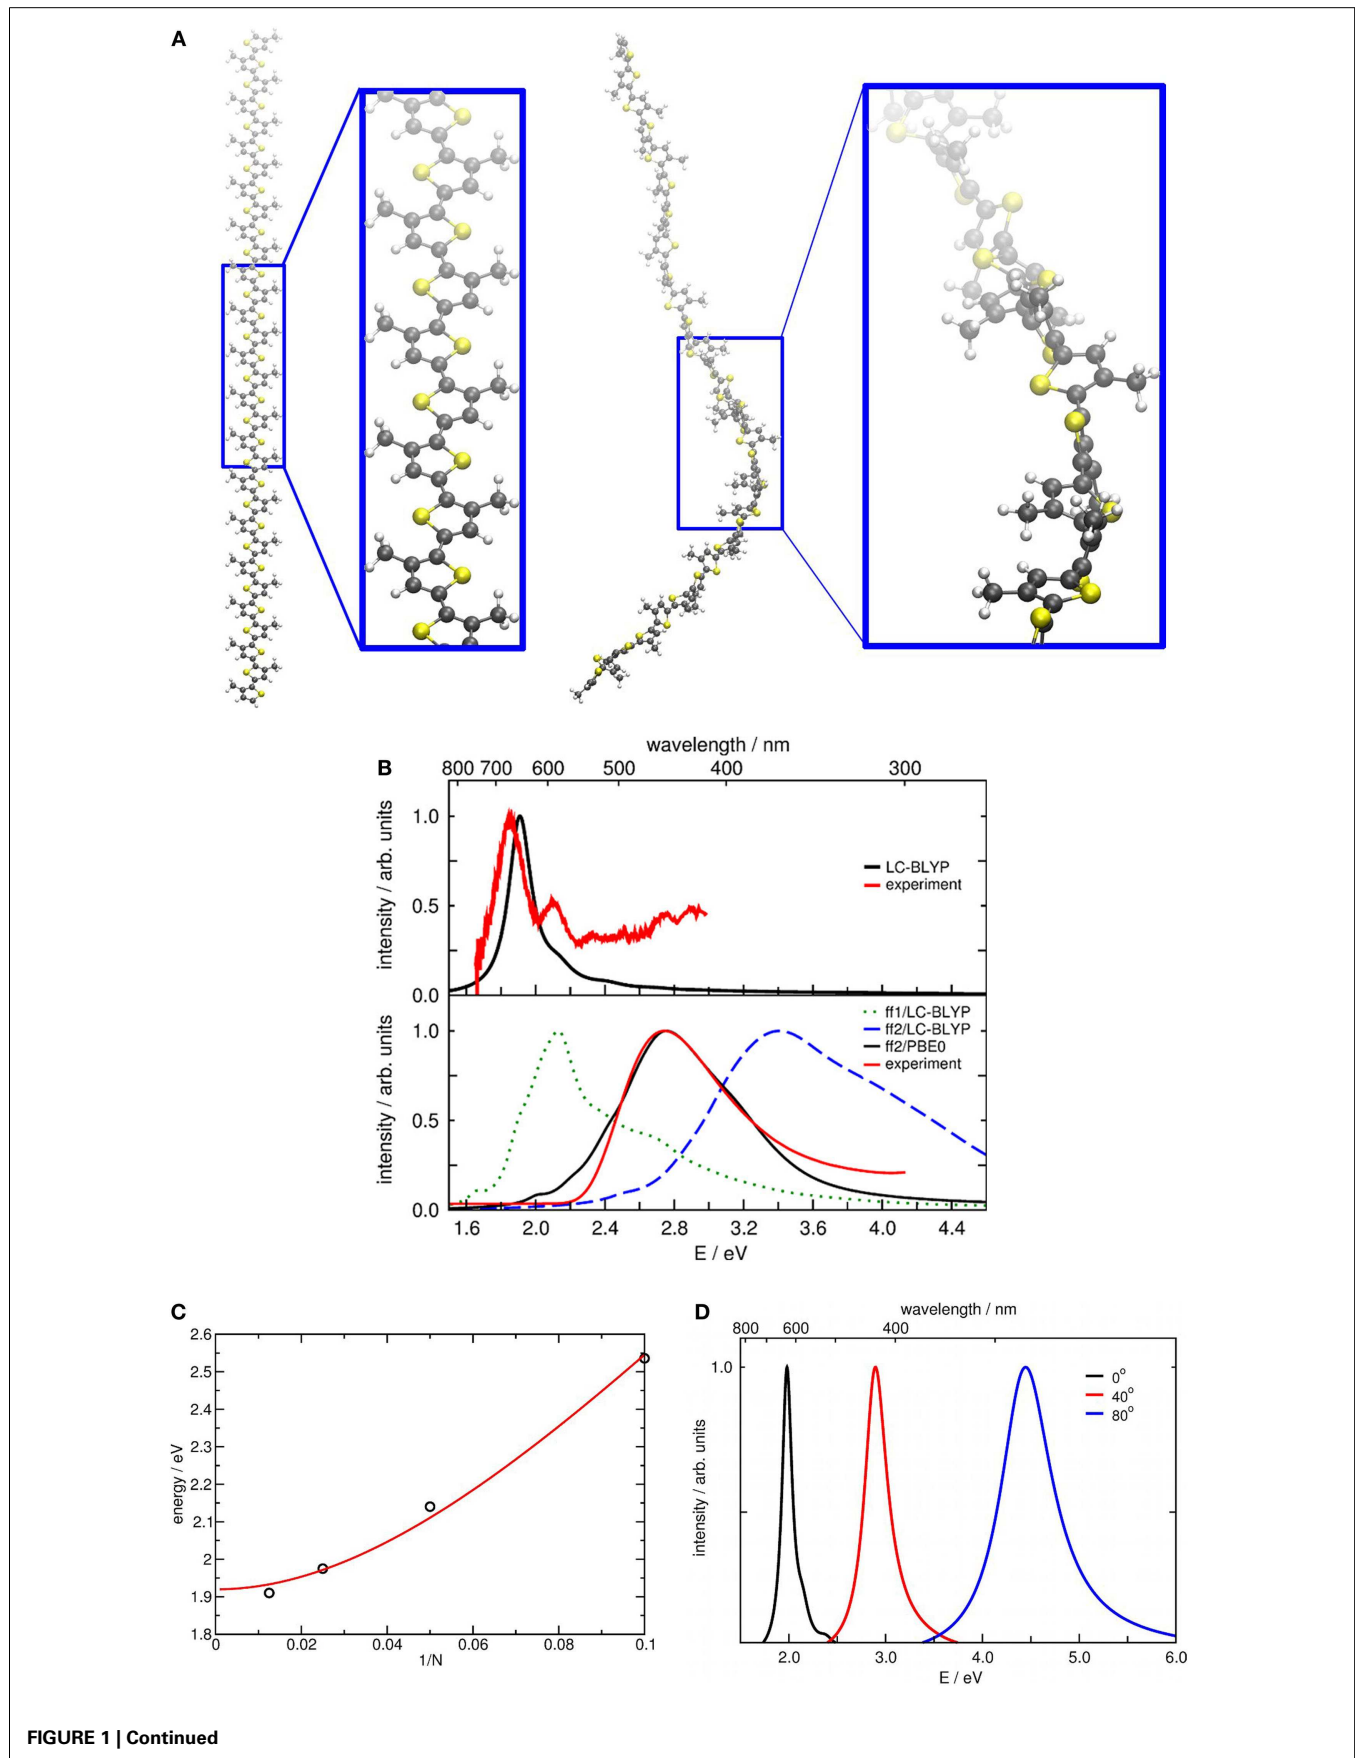 A
wavelength / nm
B
800 700 600 500 400 300
intensity / arb. units
1.0
0.5
0.0
LC-BLYP
experiment
intensity / arb. units
1.0
0.5
0.0
ff1/LC-BLYP
ff2/LC-BLYP
ff2/PBE0
experiment
1.6 2.0 2.4 2.8 3.2 3.6 4.0 4.4
E / eV
C
energy / eV
2.6
2.5
2.4
2.3
2.2
2.1
2
1.9
1.8
0 0.02 0.04 0.06 0.08 0.1
1/N
D
wavelength / nm
800 600 400
intensity / arb. units
1.0
0°
40°
80°
2.0 3.0 4.0 5.0 6.0
E / eV
FIGURE 1 | Continued